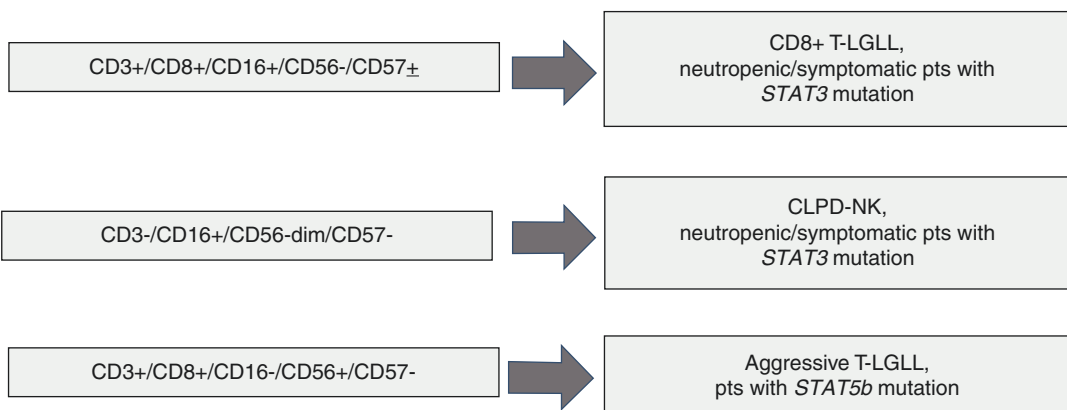 CD3+/CD8+/CD16+/CD56-/CD57±
CD8+ T-LGLL,
neutropenic/symptomatic pts with
STAT3 mutation
CD3-/CD16+/CD56-dim/CD57-
CLPD-NK,
neutropenic/symptomatic pts with
STAT3 mutation
CD3+/CD8+/CD16-/CD56+/CD57-
Aggressive T-LGLL,
pts with STAT5b mutation